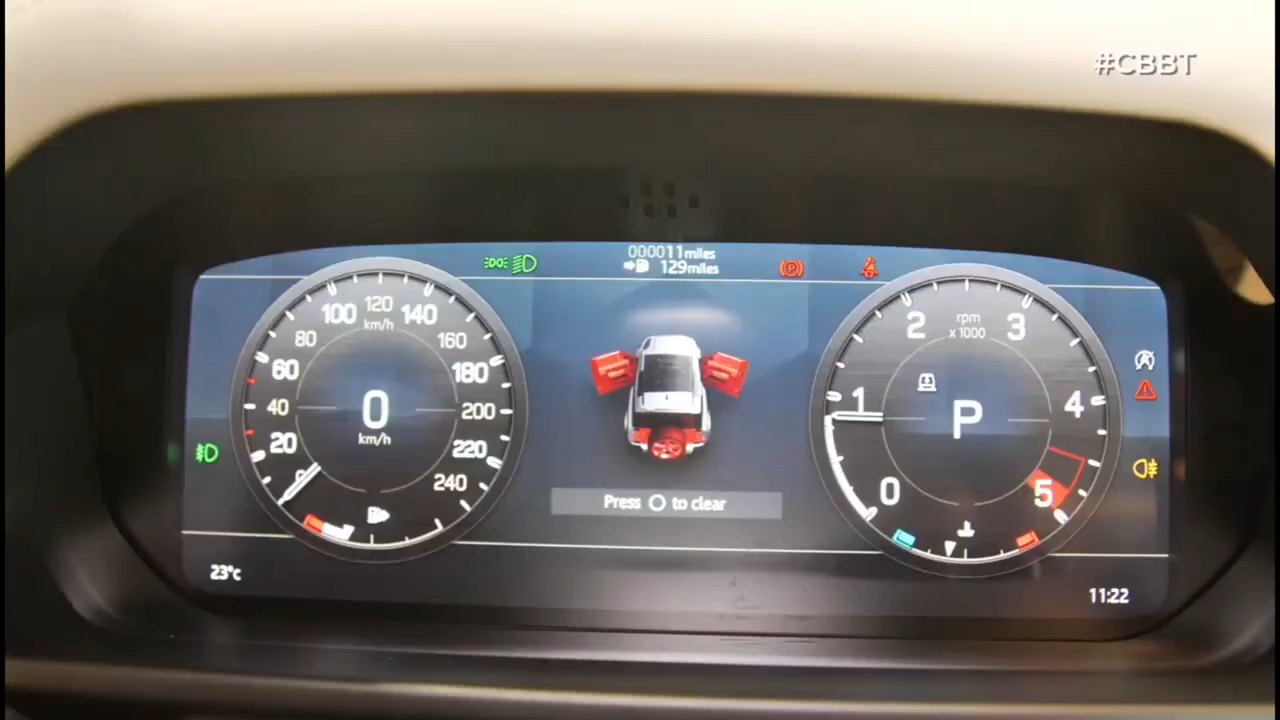 #CBBT
000011miles
129miles
100 120 140
km/h
80 160
60 180
40 200
20 220
0 240
0
km/h
Press O to clear
rpm
x 1000
2 3
1 4
0 5
P
23°c
11:22